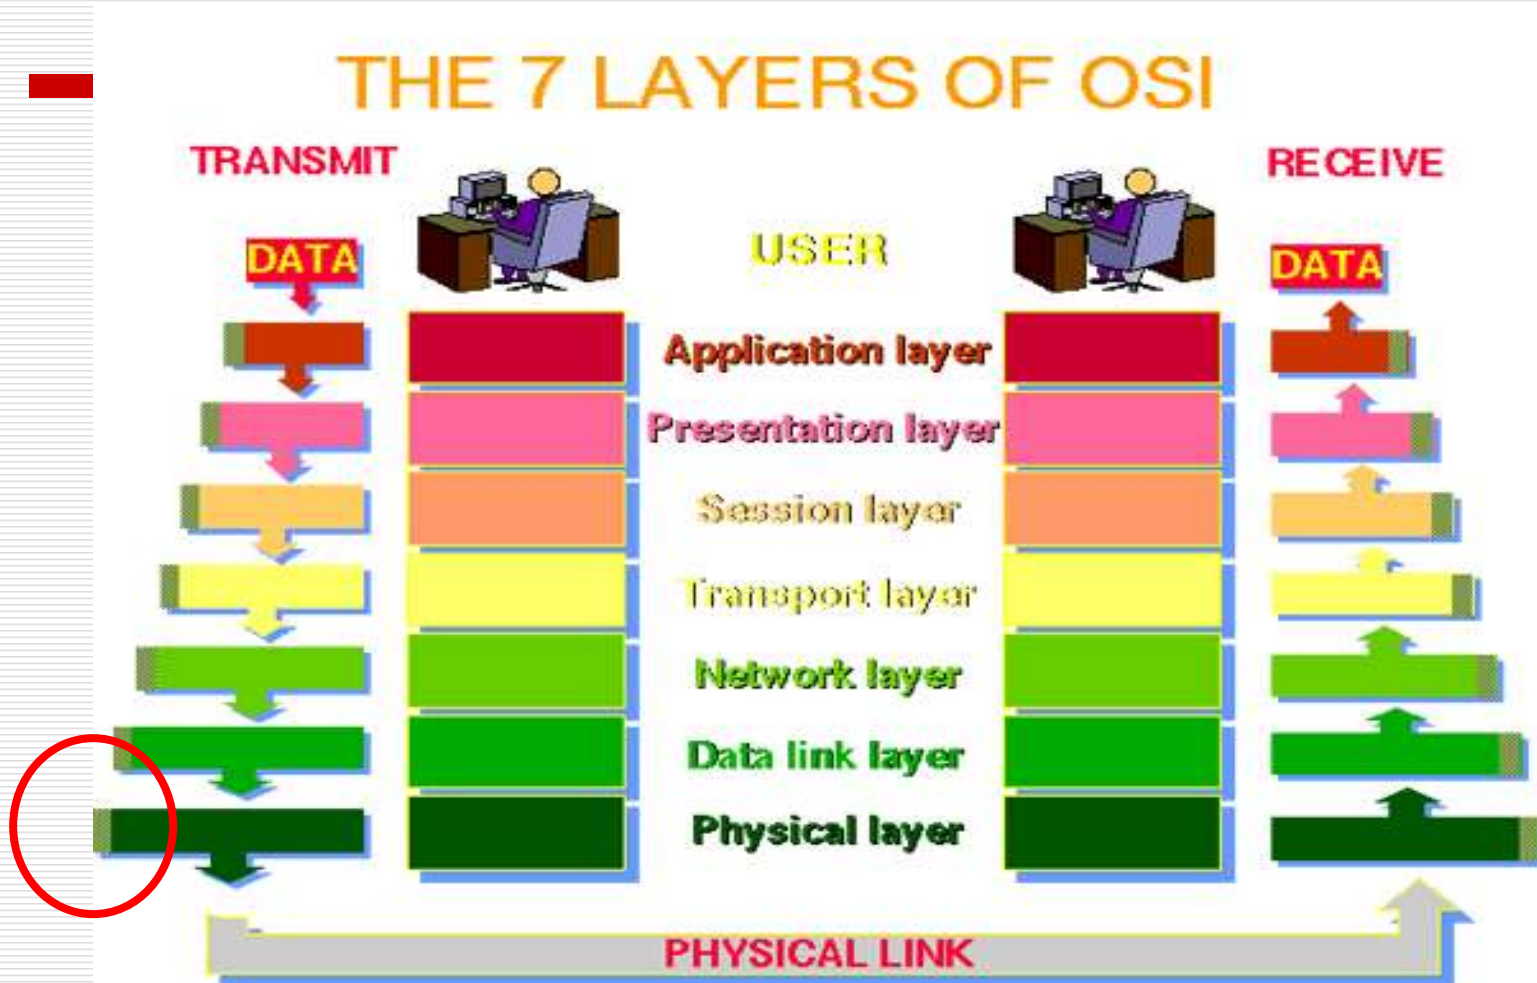 THE 7 LAYERS OF OSI
TRANSMIT
RECEIVE
DATA
USER
DATA
Application layer
Presentation layer
Session layer
Transport layer
Network layer
Data link layer
Physical layer
PHYSICAL LINK